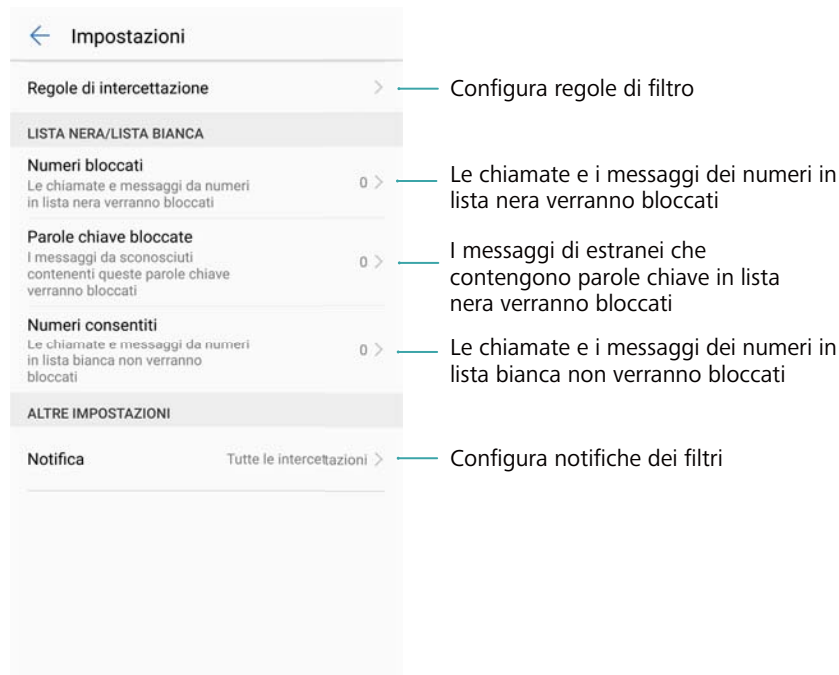 Impostazioni
Regole di intercettazione
Configura regole di filtro
LISTA NERA/LISTA BIANCA
Numeri bloccati
Le chiamate e messaggi da numeri
in lista nera verranno bloccati
0
Le chiamate e i messaggi dei numeri in
lista nera verranno bloccati
Parole chiave bloccate
I messaggi da sconosciuti
contenenti queste parole chiave
verranno bloccati
0
I messaggi di estranei che
contengono parole chiave in lista
nera verranno bloccati
Numeri consentiti
Le chiamate e messaggi da numeri
in lista bianca non verranno
bloccati
0
Le chiamate e i messaggi dei numeri in
lista bianca non verranno bloccati
ALTRE IMPOSTAZIONI
Notifica
Tutte le intercettazioni
Configura notifiche dei filtri